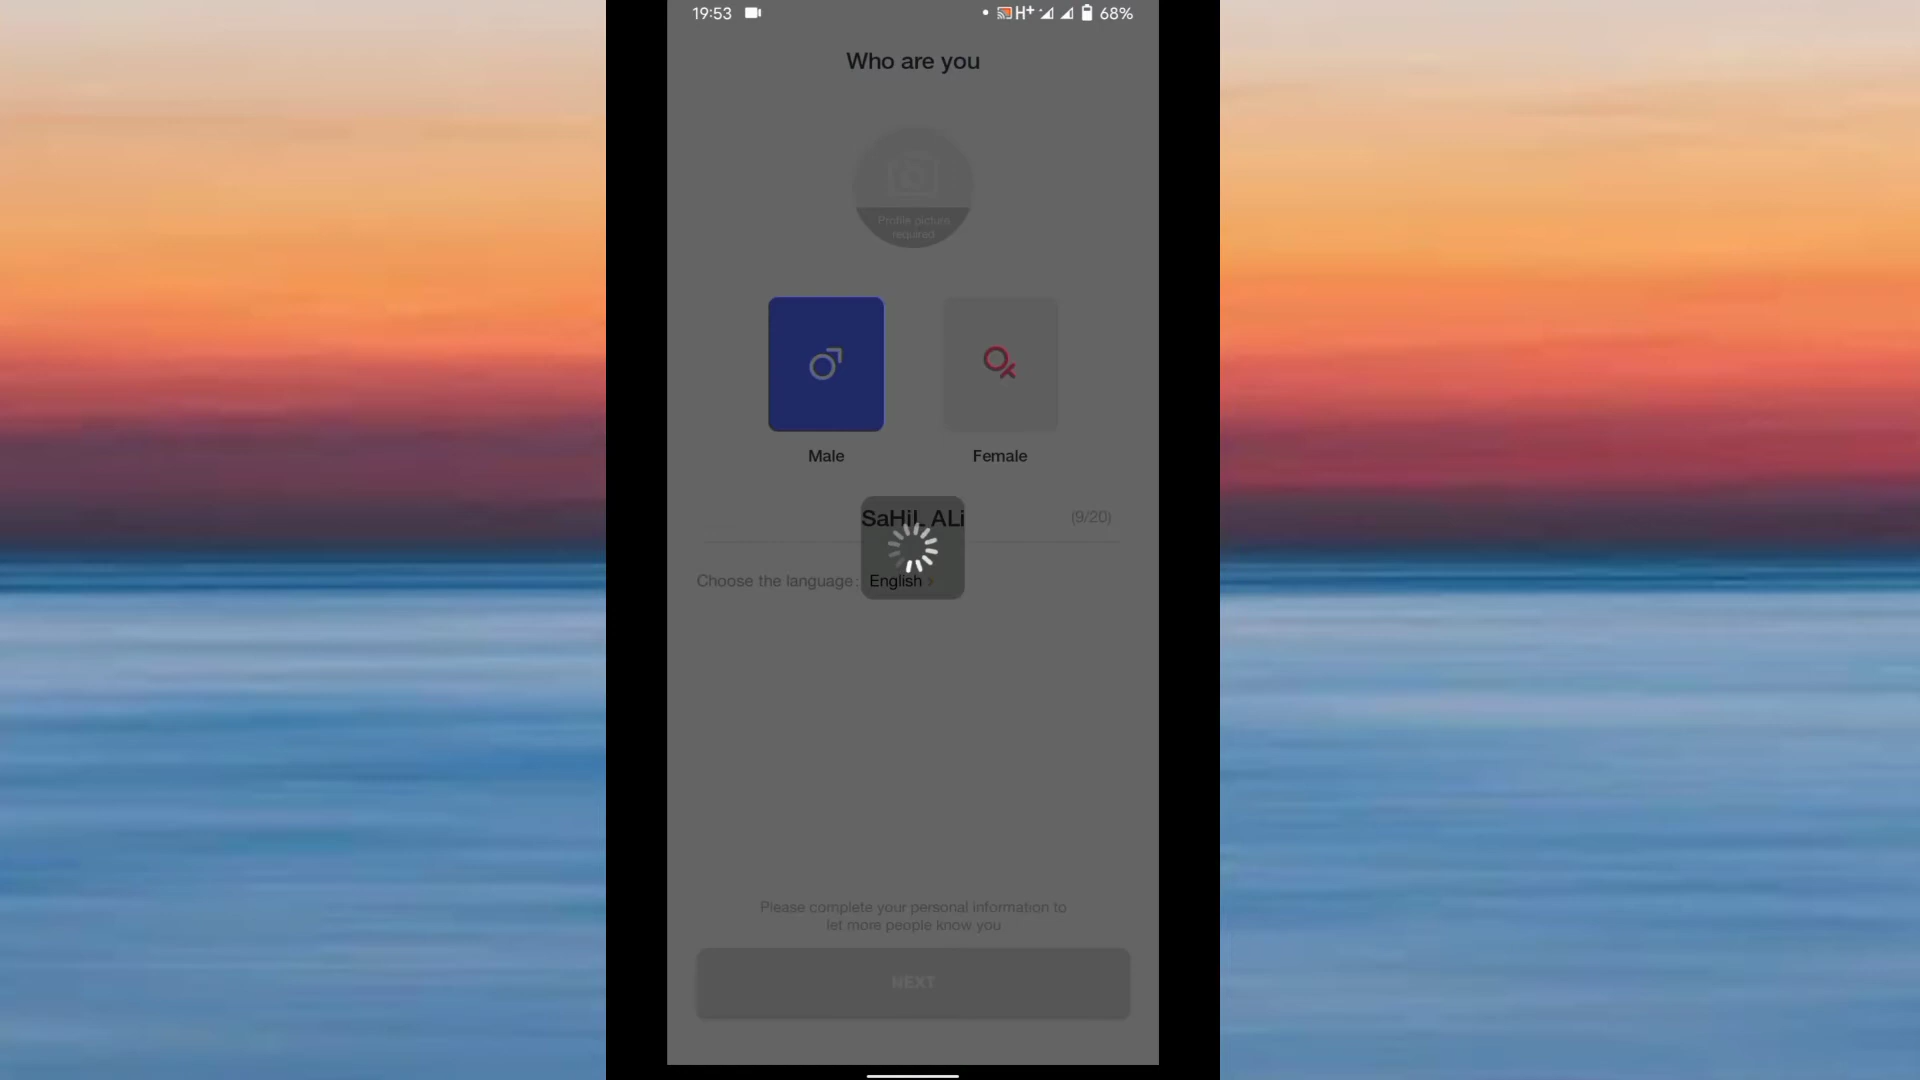 19:53 H+ 68%
Who are you
Profile picture
required
Male Female
SaHiL ALi (9/20)
Choose the language: English >
Please complete your personal information to
let more people know you
NEXT